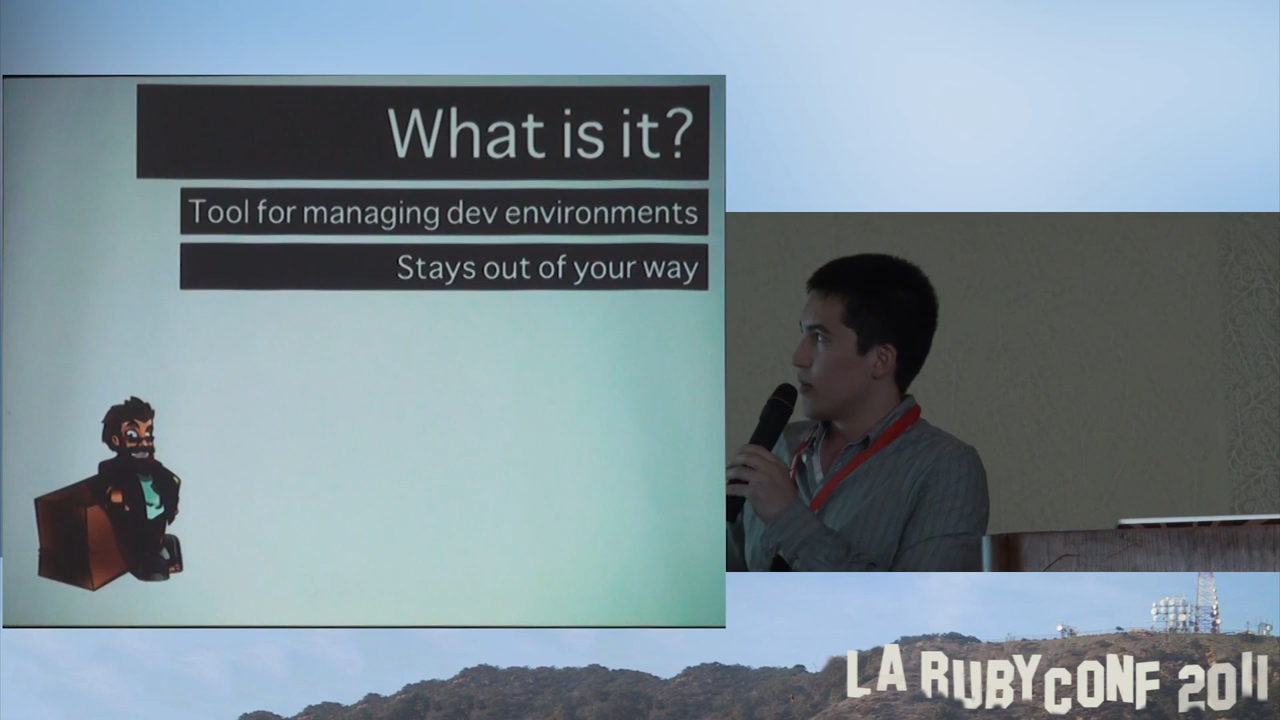 What is it?
Tool for managing dev environments
Stays out of your way
LA RUBYCONF 2011